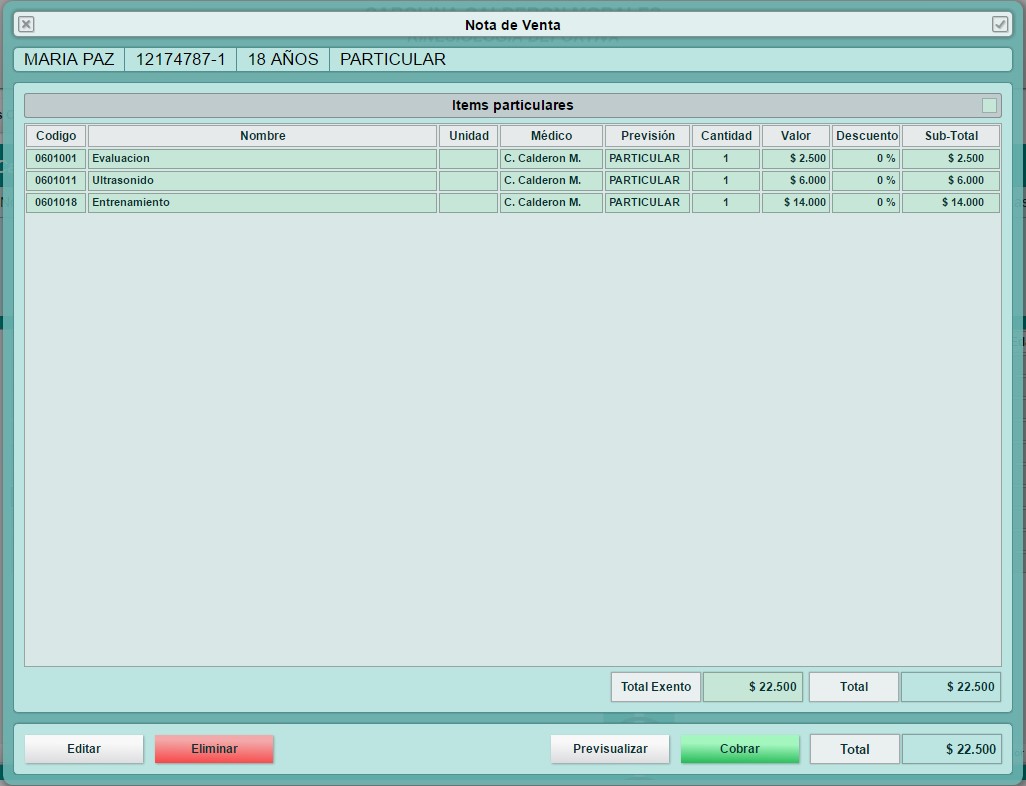 Nota de Venta
MARIA PAZ 12174787-1 18 AÑOS PARTICULAR
Items particulares
Codigo Nombre Unidad Médico Previsión Cantidad Valor Descuento Sub-Total
0601001 Evaluacion C. Calderon M. PARTICULAR 1 $ 2.500 0 % $ 2.500
0601011 Ultrasonido C. Calderon M. PARTICULAR 1 $ 6.000 0 % $ 6.000
0601018 Entrenamiento C. Calderon M. PARTICULAR 1 $ 14.000 0 % $ 14.000
Total Exento $ 22.500 Total $ 22.500
Editar Eliminar Previsualizar Cobrar Total $ 22.500